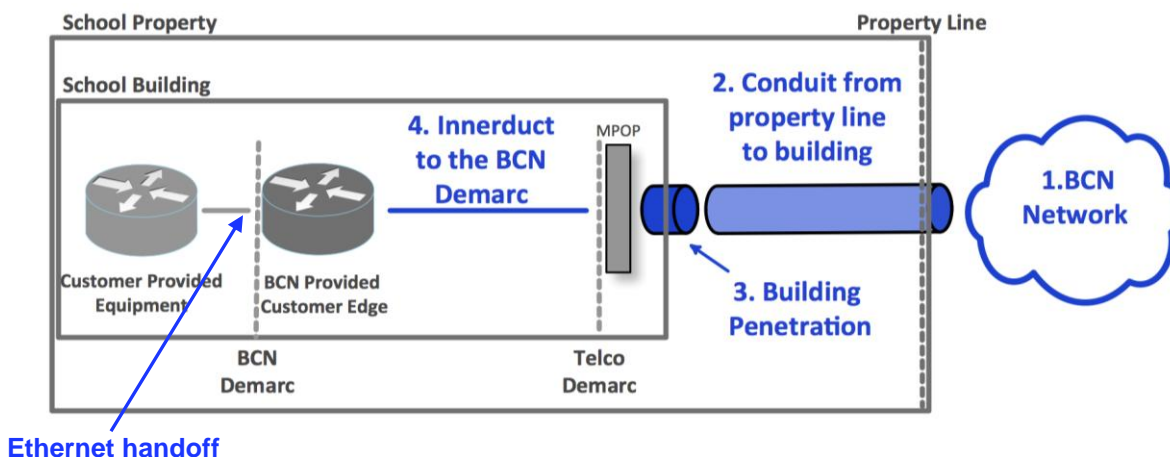 School Property
Property Line
School Building
2. Conduit from
property line
to building
4. Innerduct
to the BCN
Demarc
MPOP
1.BCN
Network
Customer Provided
Equipment
BCN Provided
Customer Edge
3. Building
Penetration
BCN
Demarc
Telco
Demarc
Ethernet handoff